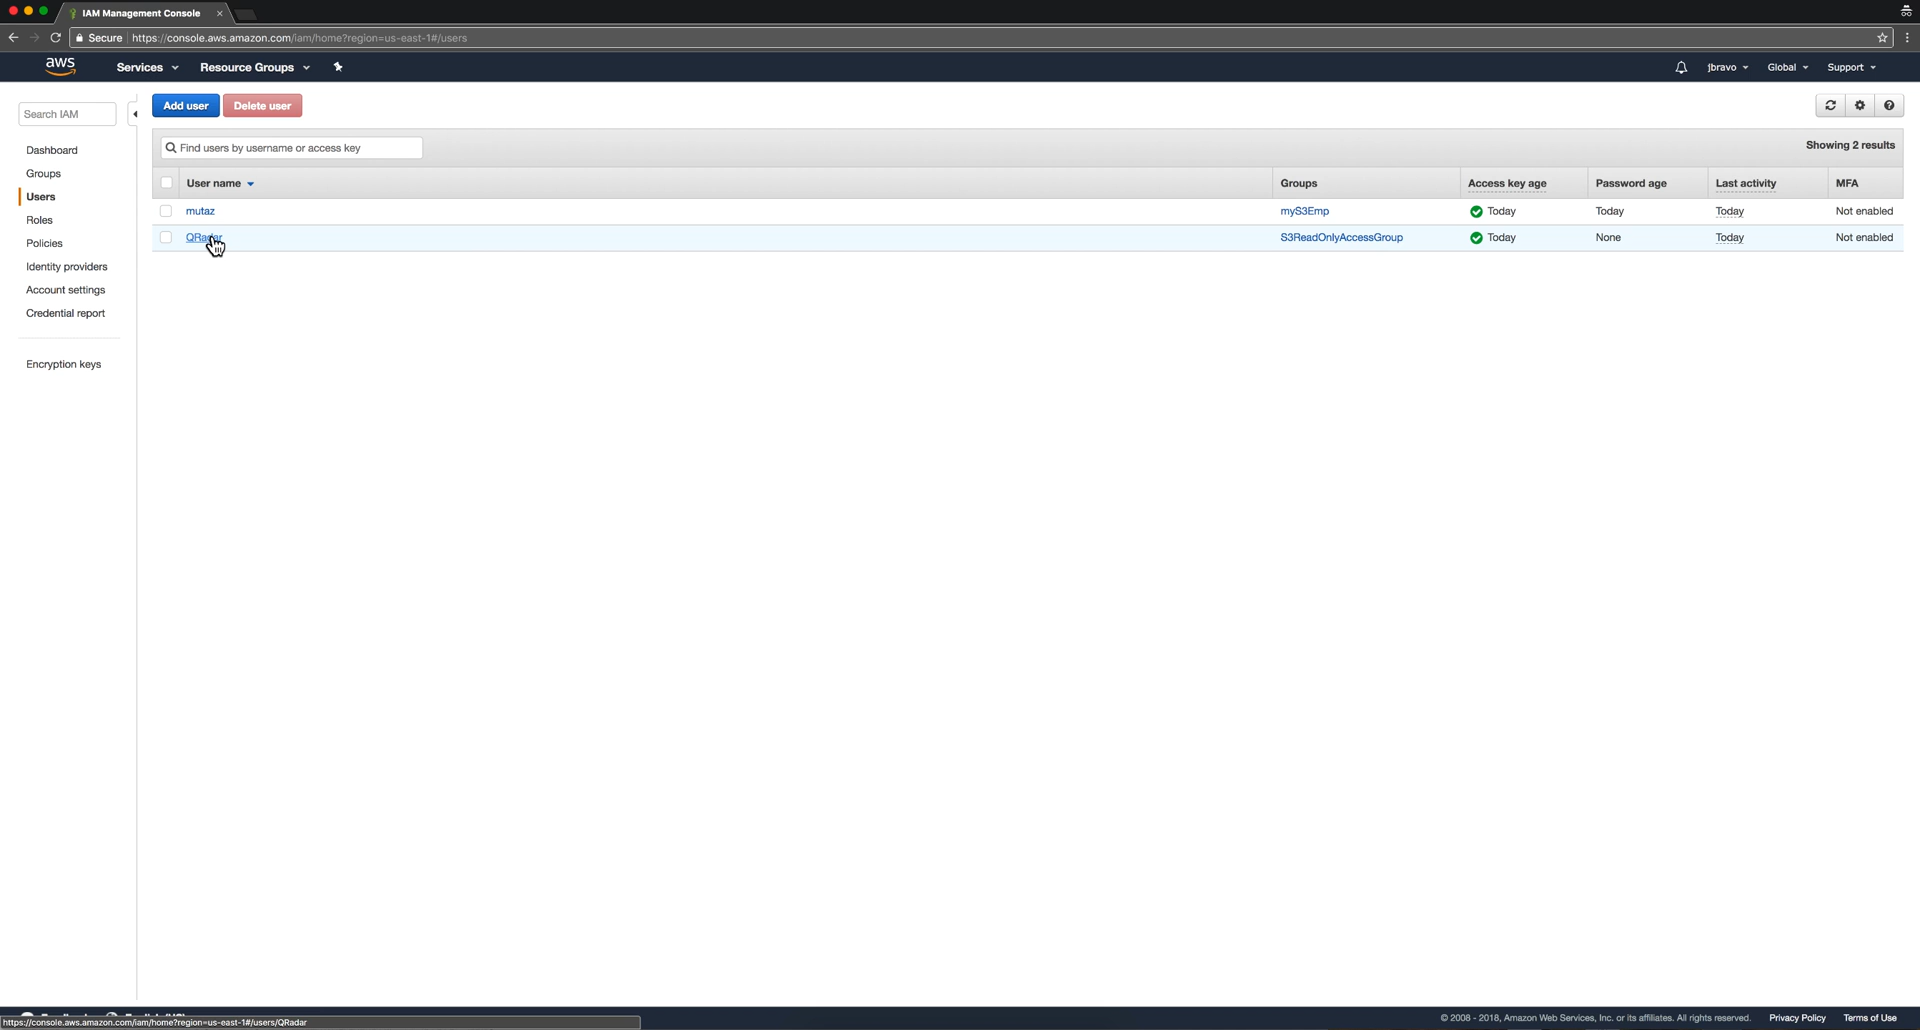 IAM Management Console
Secure https://console.aws.amazon.com/iam/home?region=us-east-1#/users
aws Services Resource Groups jbravo Global Support
Search IAM
Dashboard
Groups
Users
Roles
Policies
Identity providers
Account settings
Credential report
Encryption keys
Add user Delete user
Find users by username or access key Showing 2 results
User name Groups Access key age Password age Last activity MFA
mutaz myS3Emp Today Today Today Not enabled
QRadar S3ReadOnlyAccessGroup Today None Today Not enabled
https://console.aws.amazon.com/iam/home?region=us-east-1#/users/QRadar
© 2008 - 2018, Amazon Web Services, Inc. or its affiliates. All rights reserved. Privacy Policy Terms of Use